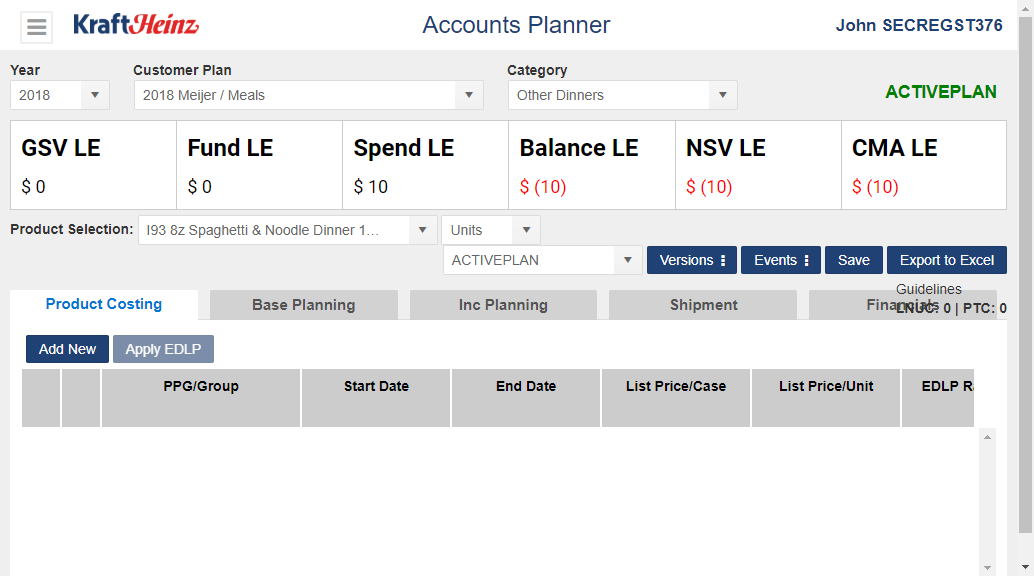 KraftHeinz
Accounts Planner
John SECREGST376
Year
Customer Plan
Category
2018
2018 Meijer / Meals
Other Dinners
ACTIVEPLAN
GSV LE
Fund LE
Spend LE
Balance LE
NSV LE
CMA LE
$ 0
$ 0
$ 10
$ (10)
$ (10)
$ (10)
Product Selection:
I93 8z Spaghetti & Noodle Dinner 1...
Units
ACTIVEPLAN
Versions
Events
Save
Export to Excel
Guidelines
LNUC: 0 | PTC: 0
Product Costing
Base Planning
Inc Planning
Shipment
Financials
Add New
Apply EDLP
PPG/Group
Start Date
End Date
List Price/Case
List Price/Unit
EDLP R